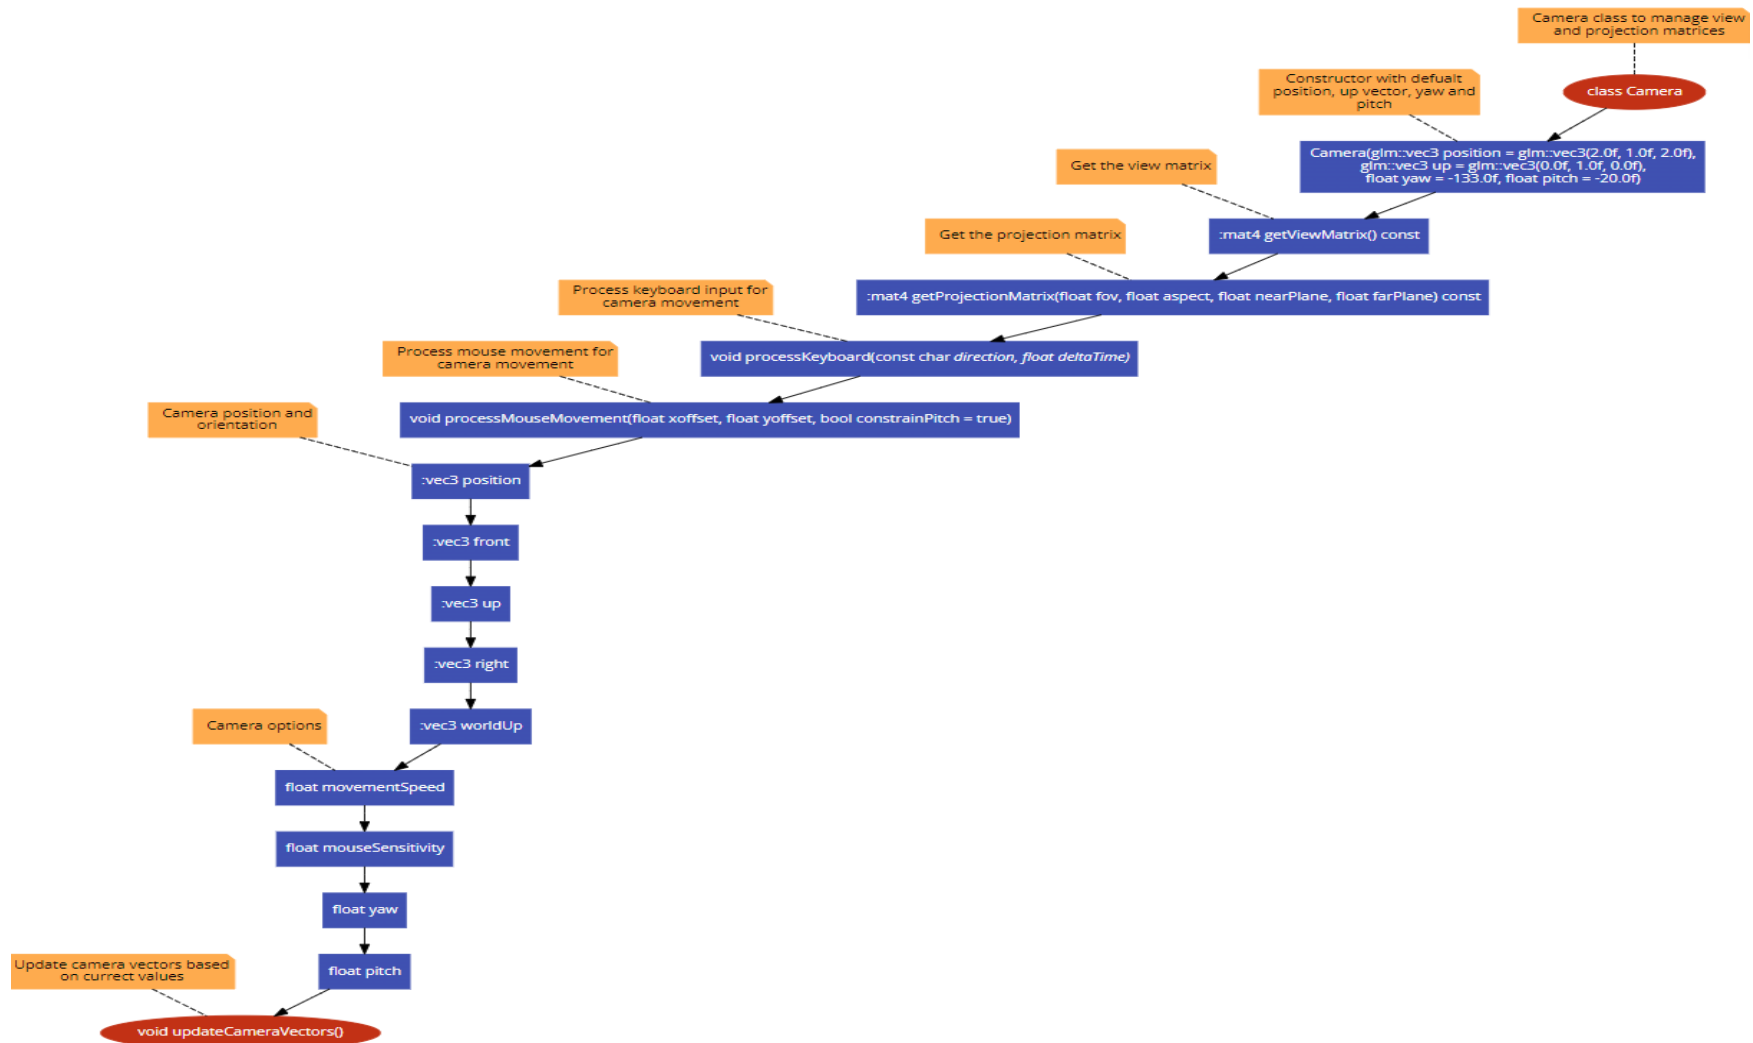 Camera class to manage view
and projection matrices
class Camera
Constructor with defualt
position, up vector, yaw and
pitch
Camera(glm::vec3 position = glm::vec3(2.0f, 1.0f, 2.0f),
glm::vec3 up = glm::vec3(0.0f, 1.0f, 0.0f),
float yaw = -133.0f, float pitch = -20.0f)
Get the view matrix
:mat4 getViewMatrix() const
Get the projection matrix
:mat4 getProjectionMatrix(float fov, float aspect, float nearPlane, float farPlane) const
Process keyboard input for
camera movement
void processKeyboard(const char direction, float deltaTime)
Process mouse movement for
camera movement
void processMouseMovement(float xoffset, float yoffset, bool constrainPitch = true)
Camera position and
orientation
:vec3 position
:vec3 front
:vec3 up
:vec3 right
:vec3 worldUp
Camera options
float movementSpeed
float mouseSensitivity
float yaw
float pitch
Update camera vectors based
on currect values
void updateCameraVectors()